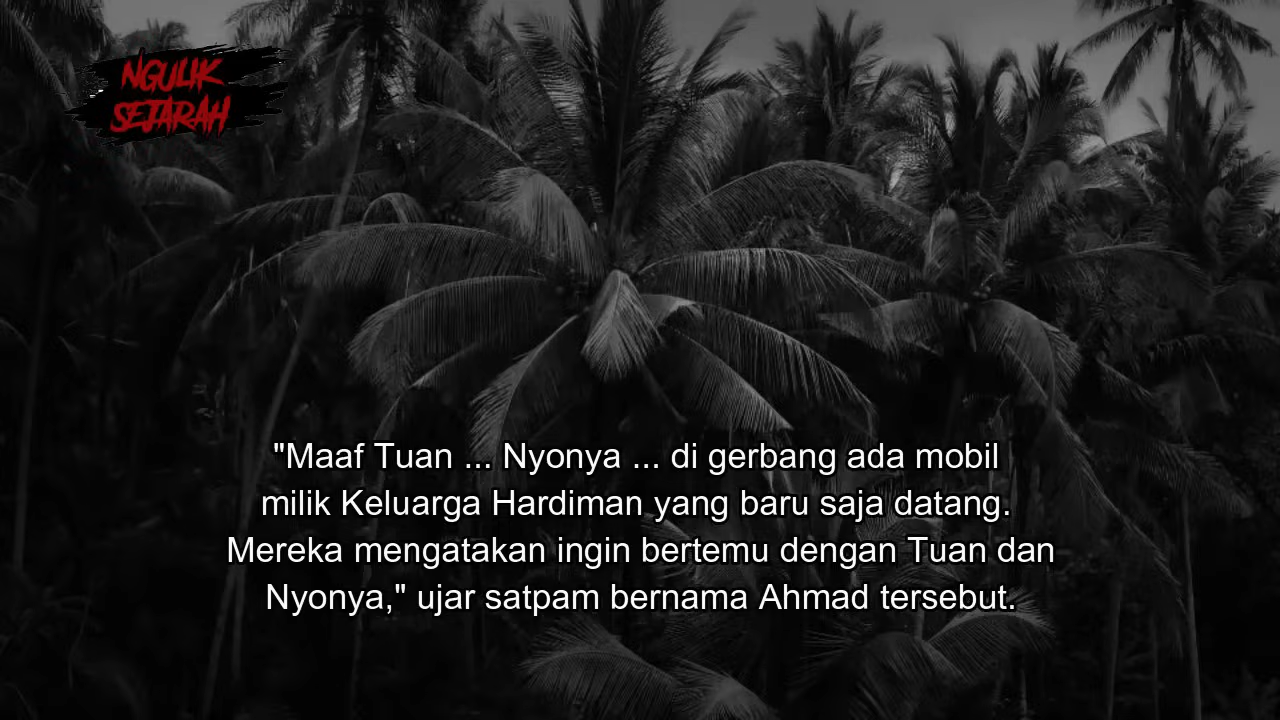 NGULIK
SEJARAH
"Maaf Tuan ... Nyonya ... di gerbang ada mobil
milik Keluarga Hardiman yang baru saja datang.
Mereka mengatakan ingin bertemu dengan Tuan dan
Nyonya," ujar satpam bernama Ahmad tersebut.